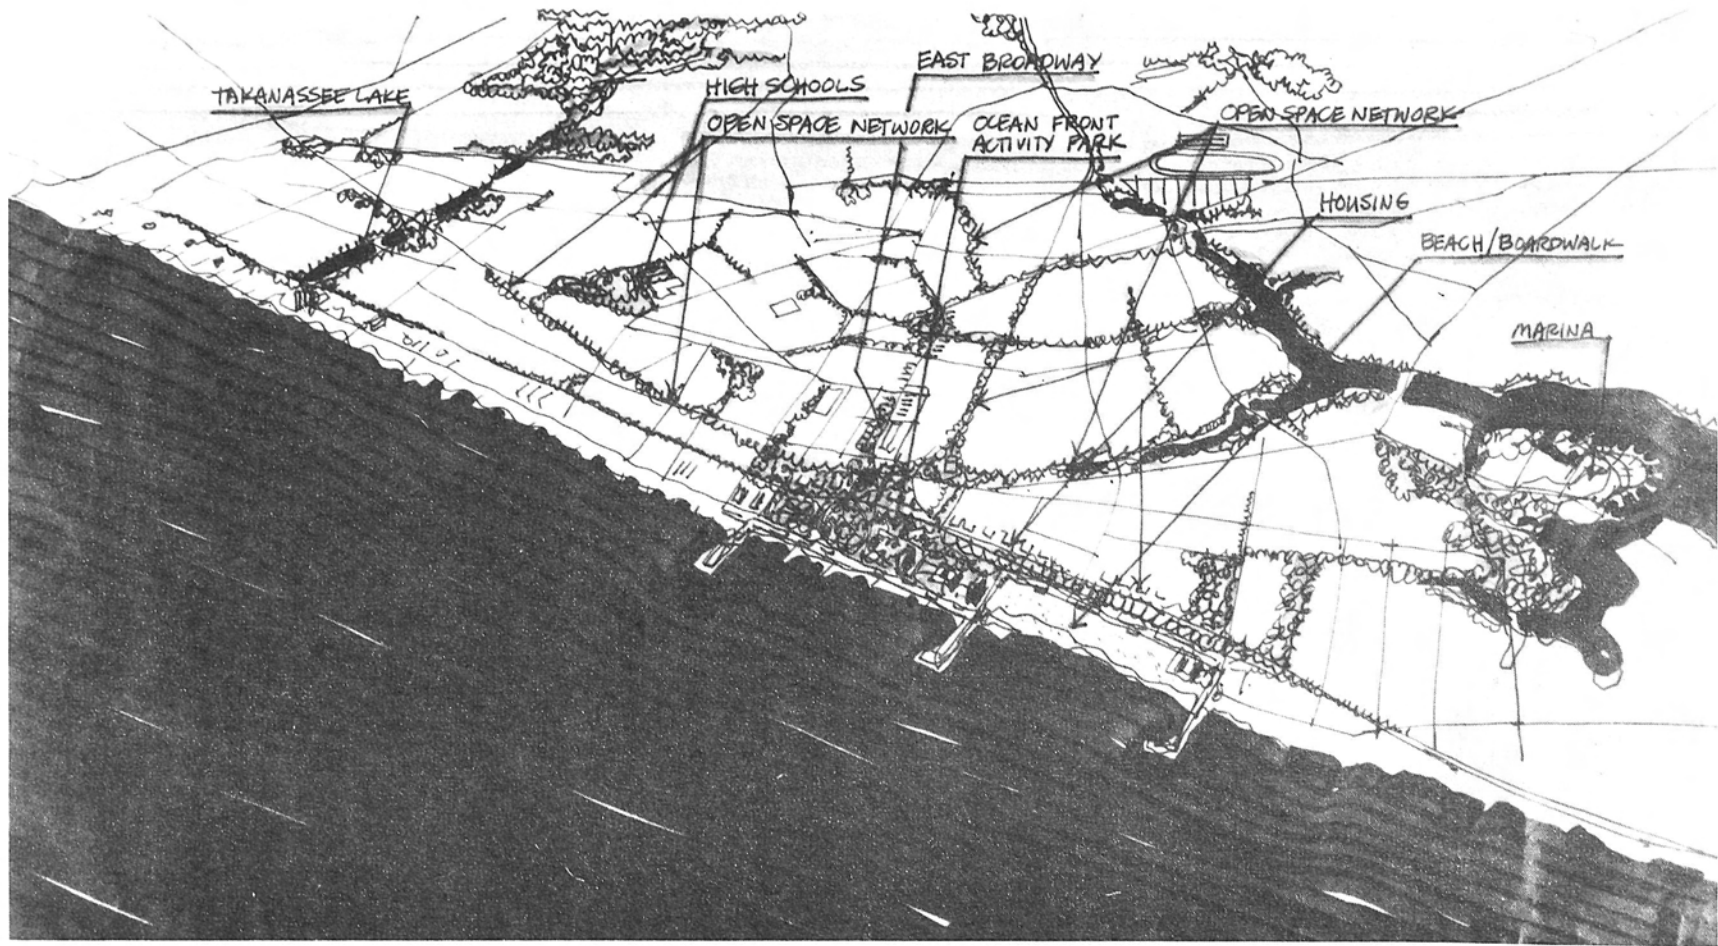 EAST BROADWAY
TAKANASSEE LAKE
HIGH SCHOOLS
OPEN SPACE NETWORK
OCEAN FRONT
ACTIVITY PARK
OPEN SPACE NETWORK
HOUSING
BEACH/BOARDWALK
MARINA